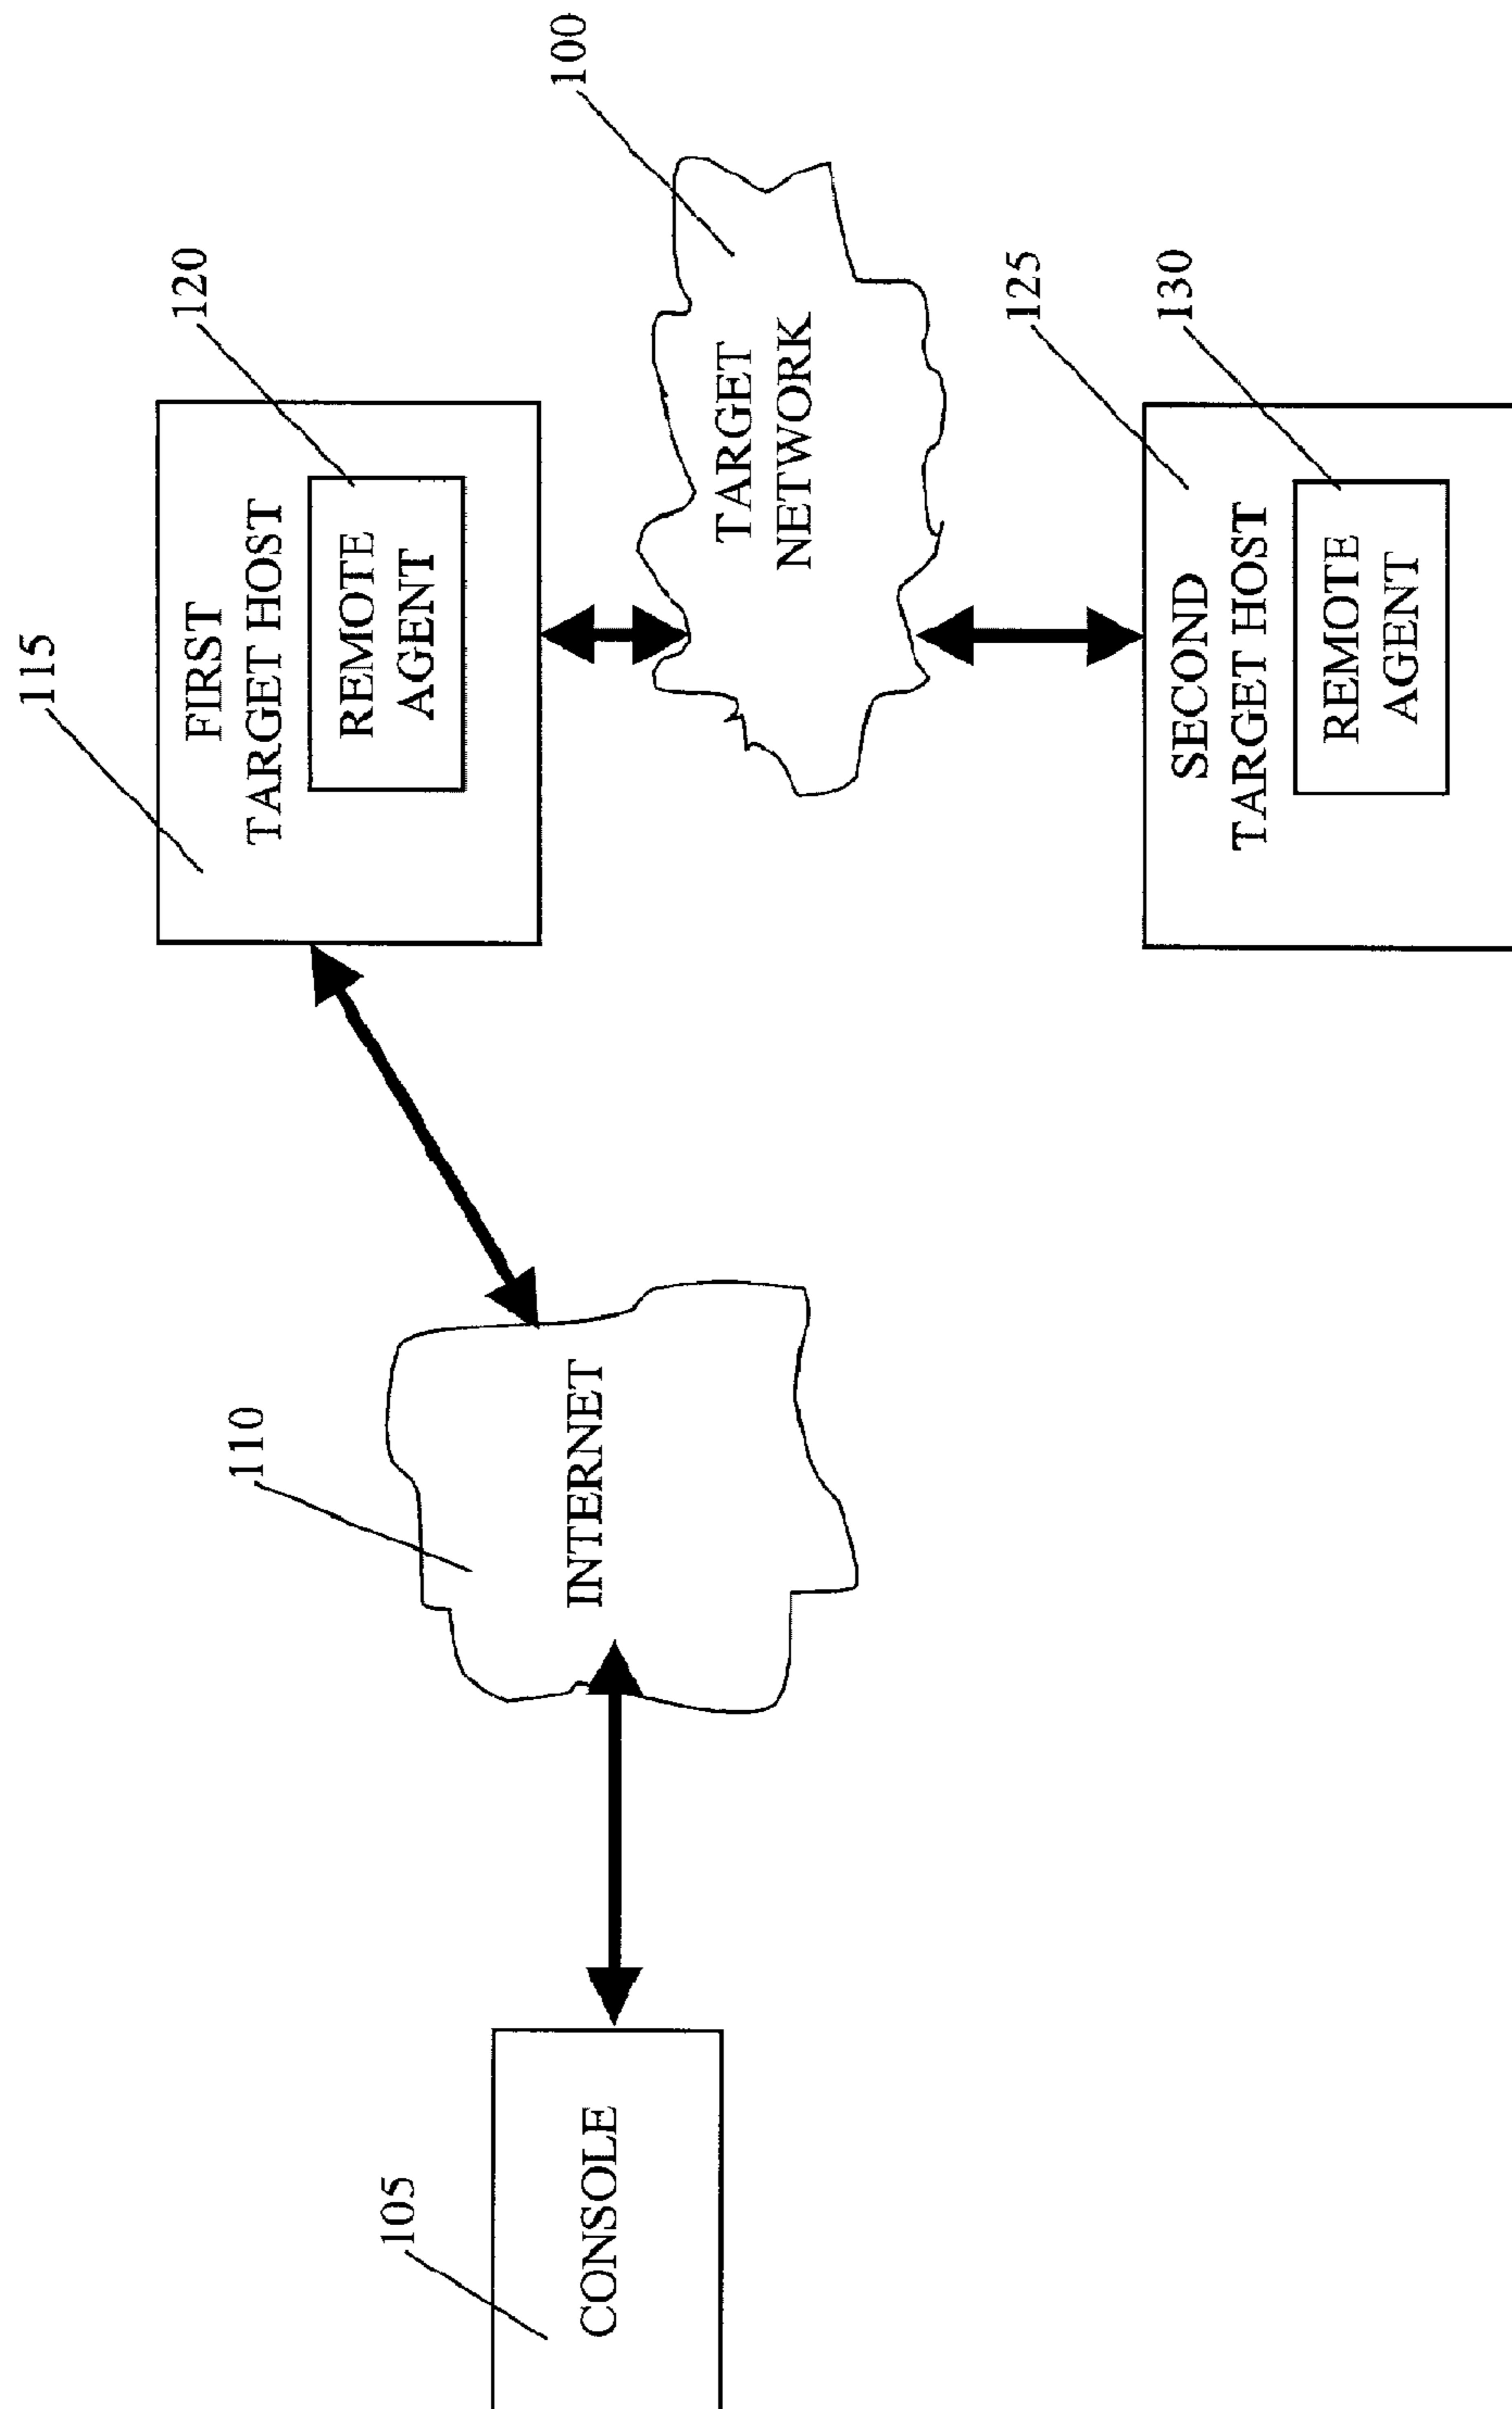 115
FIRST
TARGET HOST
120
REMOTE
AGENT
100
TARGET
NETWORK
110
INTERNET
105
CONSOLE
125
SECOND
TARGET HOST
130
REMOTE
AGENT